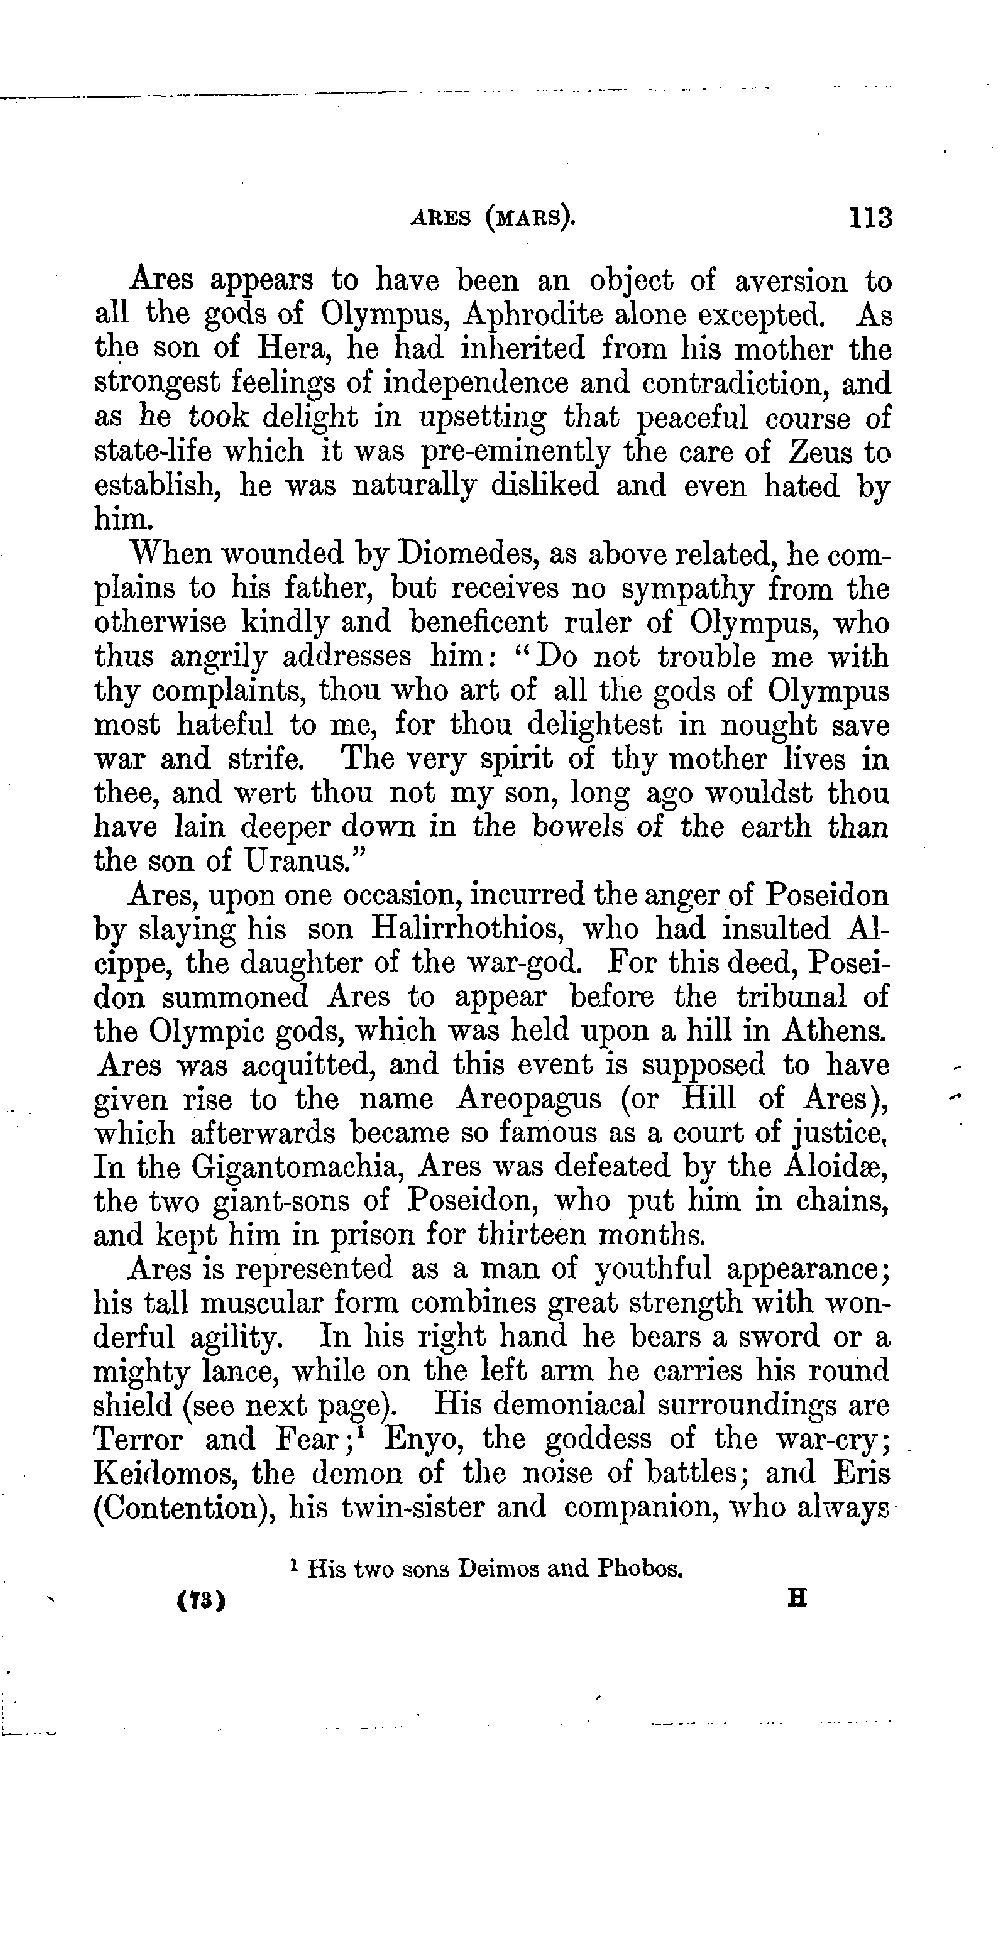 ARES (MARS). 113
Ares appears to have been an object of aversion to
all the gods of Olympus, Aphrodite alone excepted. As
the son of Hera, he had inherited from his mother the
strongest feelings of independence and contradiction, and
as he took delight in upsetting that peaceful course of
state-life which it was pre-eminently the care of Zeus to
establish, he was naturally disliked and even hated by
him.
When wounded by Diomedes, as above related, he com-
plains to his father, but receives no sympathy from the
otherwise kindly and beneficent ruler of Olympus, who
thus angrily addresses him: “Do not trouble me with
thy complaints, thou who art of all the gods of Olympus
most hateful to me, for thou delightest in nought save
war and strife. The very spirit of thy mother lives in
thee, and wert thou not my son, long ago wouldst thou
have lain deeper down in the bowels of the earth than
the son of Uranus.”
Ares, upon one occasion, incurred the anger of Poseidon
by slaying his son Halirrhothios, who had insulted Al-
cippe, the daughter of the war-god. For this deed, Posei-
don summoned Ares to appear before the tribunal of
the Olympic gods, which was held upon a hill in Athens.
Ares was acquitted, and this event is supposed to have
given rise to the name Areopagus (or Hill of Ares),
which afterwards became so famous as a court of justice,
In the Gigantomachia, Ares was defeated by the Aloidæ,
the two giant-sons of Poseidon, who put him in chains,
and kept him in prison for thirteen months.
Ares is represented as a man of youthful appearance;
his tall muscular form combines great strength with won-
derful agility. In his right hand he bears a sword or a
mighty lance, while on the left arm he carries his round
shield (see next page). His demoniacal surroundings are
Terror and Fear;¹ Enyo, the goddess of the war-cry;
Keidomos, the demon of the noise of battles; and Eris
(Contention), his twin-sister and companion, who always
¹ His two sons Deimos and Phobos.
(73) H